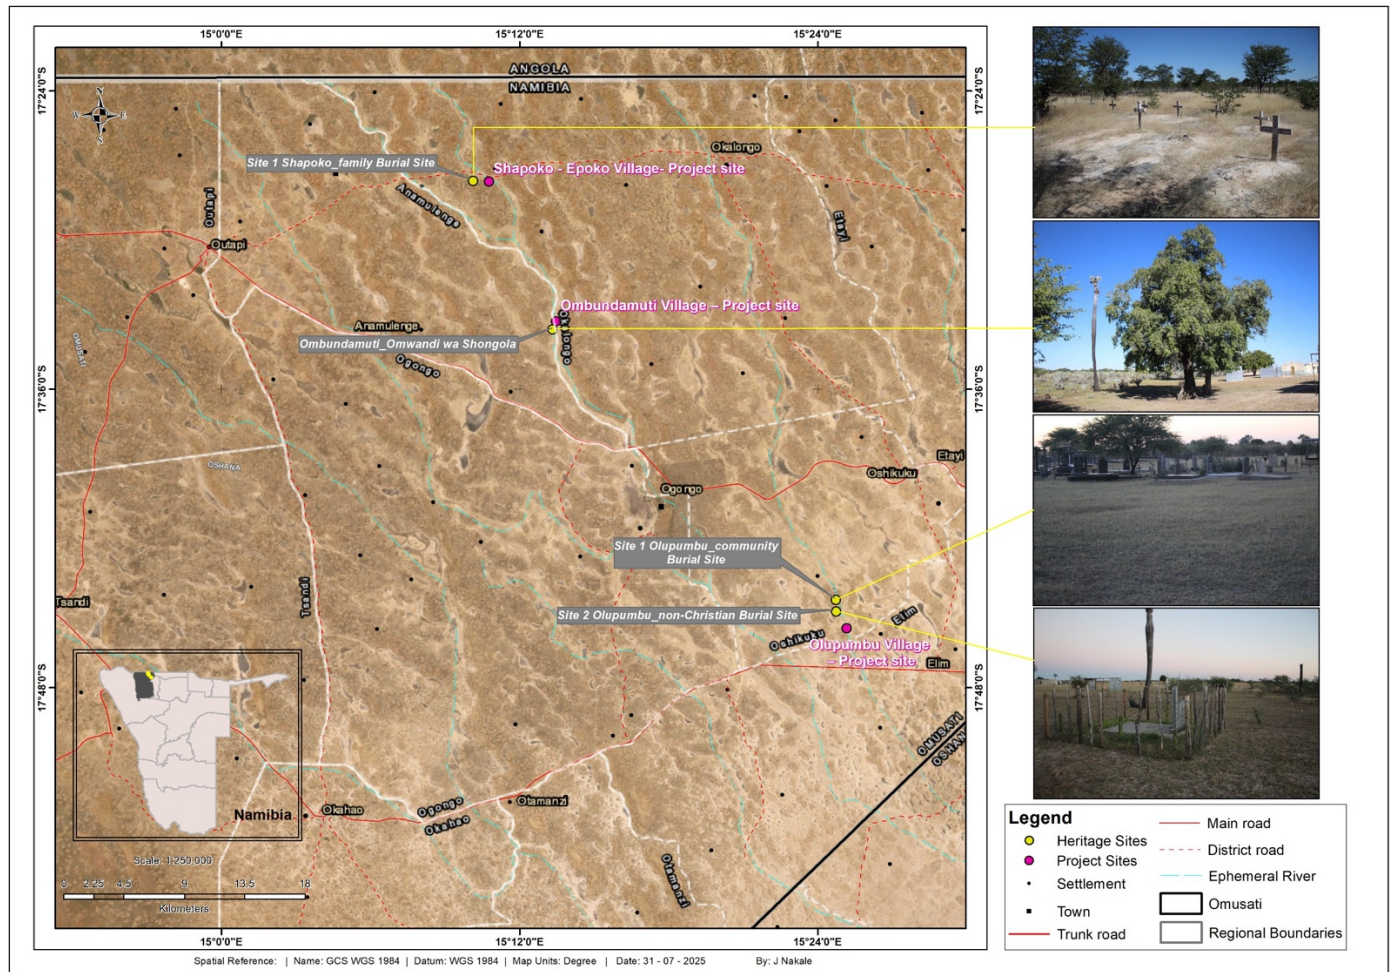 15°0'0"E
15°12'0"E
15°24'0"E
ANGOLA
NAMIBIA
17°24'0"S
17°24'0"S
N
W
E
S
Okalongo
Site 1 Shapoko_family Burial Site
Shapoko - Epoko Village- Project site
Anamulenge
Outapi
Etayi
Outapi
Ombundamuti Village – Project site
Okalongo
Anamulenge
Ombundamuti_Omwandi wa Shongola
Ogongo
OMUSATI
17°36'0"S
17°36'0"S
OSHANA
Etayi
Oshikuku
Ogongo
Site 1 Olupumbu_community
Burial Site
Site 2 Olupumbu_non-Christian Burial Site
Tsandi
Tsandi
Elim
Oshikuku
Olupumbu Village
– Project site
Elim
17°48'0"S
17°48'0"S
OMUSATI
OSHAN
Namibia
Okahao
Ogongo
Okahao
Otamanzi
Otamanzi
Scale: 1:250 000
0 2.25 4.5 9 13.5 18
Kilometers
15°0'0"E
15°12'0"E
15°24'0"E
Legend
Heritage Sites
Project Sites
Settlement
Town
Trunk road
Main road
District road
Ephemeral River
Omusati
Regional Boundaries
Spatial Reference: | Name: GCS WGS 1984 | Datum: WGS 1984 | Map Units: Degree | Date: 31 - 07 - 2025 By: J Nakale